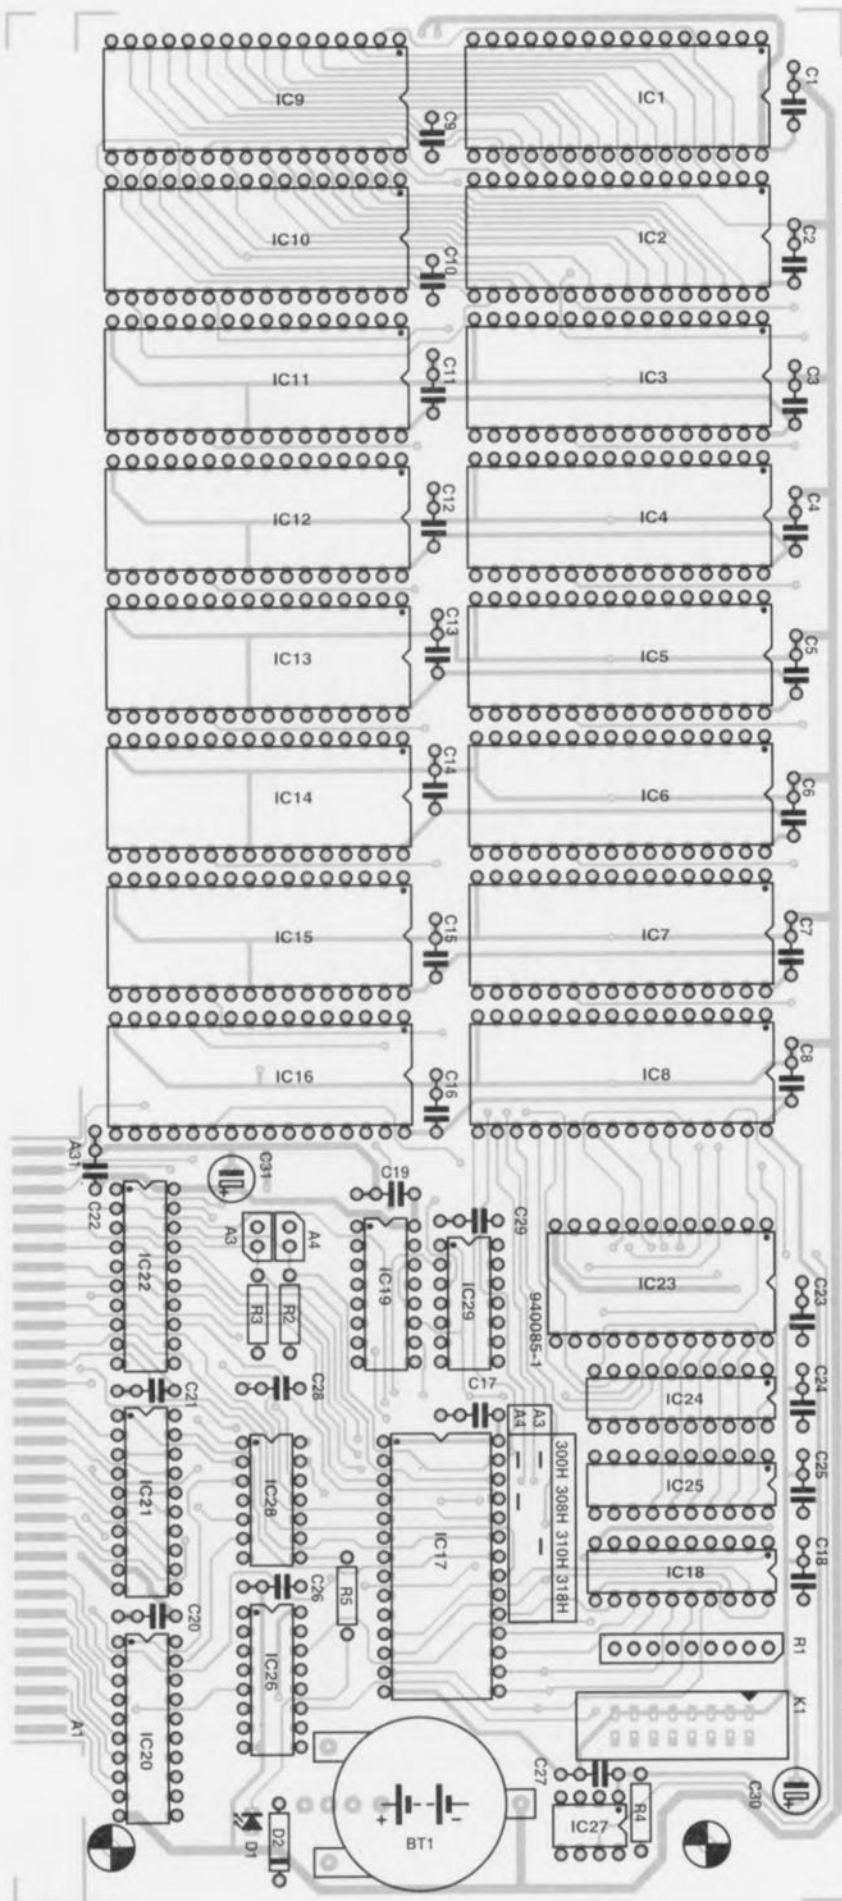 IC9
IC1
C1
C9
IC10
IC2
C2
C10
IC11
IC3
C11
C3
IC12
IC4
C12
C4
IC13
IC5
C13
C5
IC14
IC6
C14
C6
IC15
IC7
C15
C7
IC16
IC8
C16
C8
A31
C22
C31
C19
C29
A3
A4
IC22
IC19
IC29
IC23
C23
R3
R2
940085-1
C21
C28
C17
IC24
C24
A4 A3
300H 308H 310H 318H
IC21
IC28
IC17
IC25
C25
IC18
C18
R5
C26
C20
R1
IC26
A1
IC20
K1
C27
C30
D1
D2
+
BT1
IC27
R4